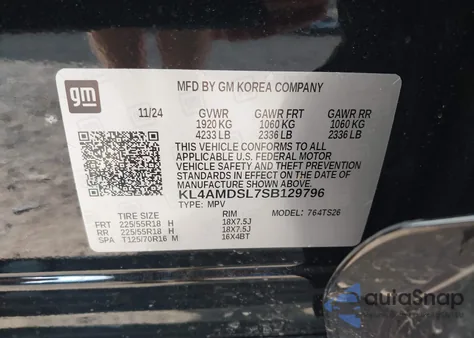 gm
MFD BY GM KOREA COMPANY
11/24 GVWR GAWR FRT GAWR RR
1920 KG 1060 KG 1060 KG
4233 LB 2336 LB 2336 LB
THIS VEHICLE CONFORMS TO ALL
APPLICABLE U.S. FEDERAL MOTOR
VEHICLE SAFETY AND THEFT PREVENTION
STANDARDS IN EFFECT ON THE DATE OF
MANUFACTURE SHOWN ABOVE.
KL4AMDSL7SB129796
TYPE: MPV MODEL: 764TS26
TIRE SIZE RIM
FRT 225/55R18 H 18X7.5J
RR 225/55R18 H 18X7.5J
SPA T125/70R16 M 16X4BT
autoSnap